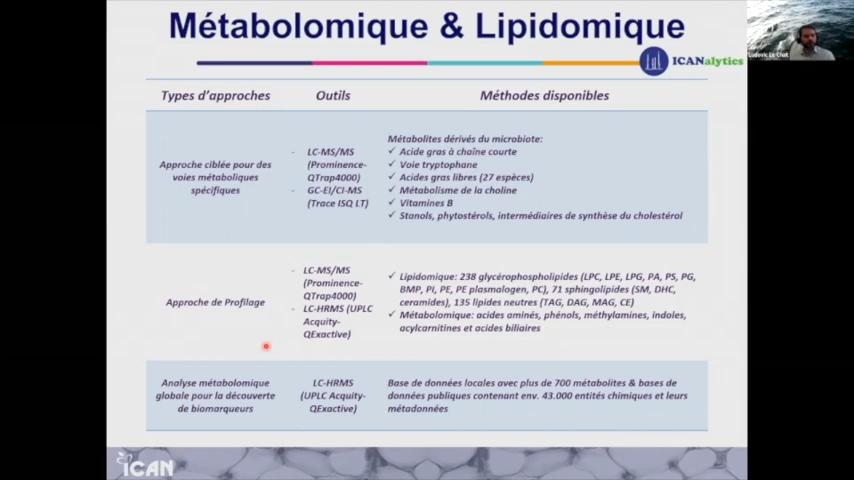 Métabolomique & Lipidomique
ICANalytics
Ludovic Le Chat
Types d'approches
Outils
Méthodes disponibles
Approche ciblée pour des
voies métaboliques
spécifiques
- LC-MS/MS
(Prominence-
QTrap4000)
- GC-EI/CI-MS
(Trace ISQ LT)
Métabolites dérivés du microbiote:
✓ Acide gras à chaîne courte
✓ Voie tryptophane
✓ Acides gras libres (27 espèces)
✓ Métabolisme de la choline
✓ Vitamines B
✓ Stanols, phytostérols, intermédiaires de synthèse du cholestérol
Approche de Profilage
- LC-MS/MS
(Prominence-
QTrap4000)
- LC-HRMS (UPLC
Acquity-
QExactive)
✓ Lipidomique: 238 glycérophospholipides (LPC, LPE, LPG, PA, PS, PG,
BMP, PI, PE, PE plasmalogen, PC), 71 sphingolipides (SM, DHC,
ceramides), 135 lipides neutres (TAG, DAG, MAG, CE)
✓ Métabolomique: acides aminés, phénols, méthylamines, indoles,
acylcarnitines et acides biliaires
Analyse métabolomique
globale pour la découverte
de biomarqueurs
LC-HRMS
(UPLC Acquity-
QExactive)
Base de données locales avec plus de 700 métabolites & bases de
données publiques contenant env. 43.000 entités chimiques et leurs
métadonnées
ICAN